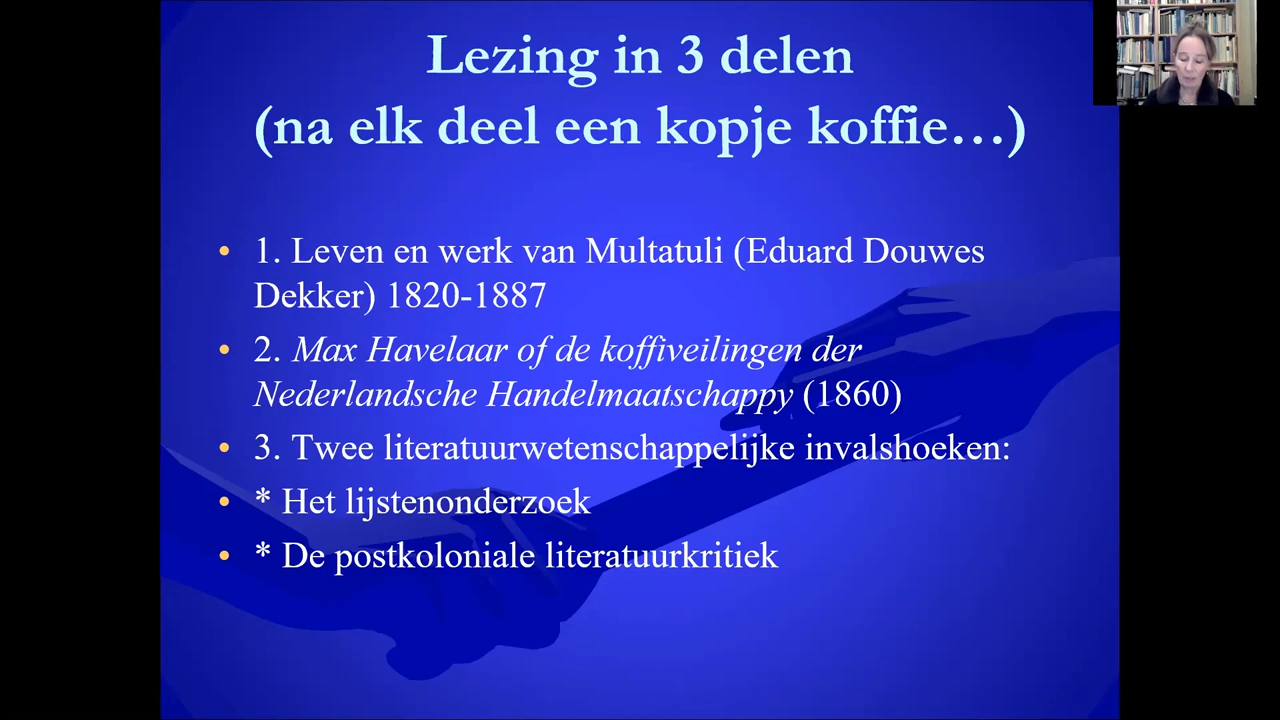 Lezing in 3 delen
(na elk deel een kopje koffie…)
• 1. Leven en werk van Multatuli (Eduard Douwes
Dekker) 1820-1887
• 2. Max Havelaar of de koffiveilingen der
Nederlandsche Handelmaatschappy (1860)
• 3. Twee literatuurwetenschappelijke invalshoeken:
• * Het lijstenonderzoek
• * De postkoloniale literatuurkritiek